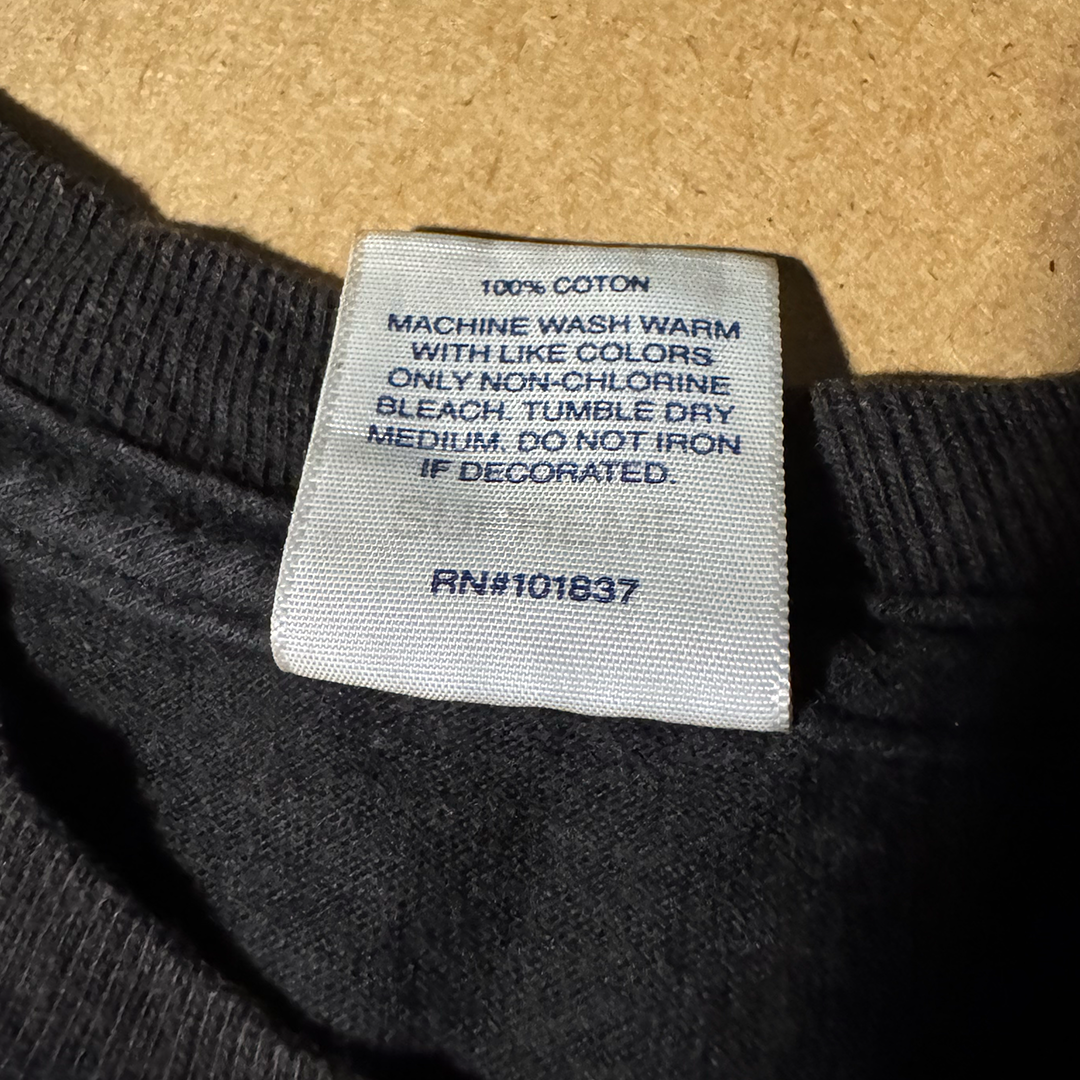 100% COTON
MACHINE WASH WARM
WITH LIKE COLORS
ONLY NON-CHLORINE
BLEACH. TUMBLE DRY
MEDIUM. DO NOT IRON
IF DECORATED.
RN#101837